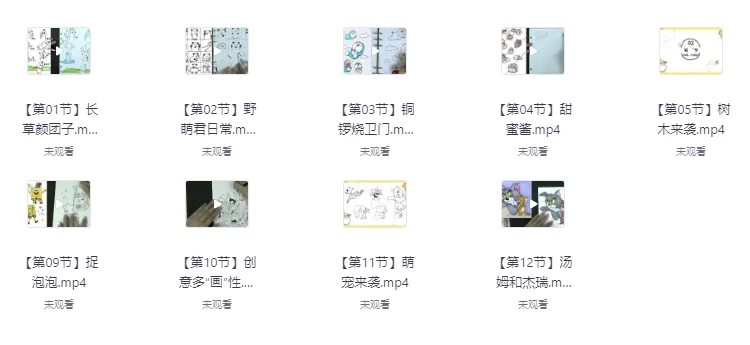 【第01节】长
草颜团子.m...
未观看
【第02节】野
萌君日常.m...
未观看
【第03节】铜
锣烧卫门.m...
未观看
【第04节】甜
蜜酱.mp4
未观看
【第05节】树
木来袭.mp4
未观看
【第09节】捉
泡泡.mp4
未观看
【第10节】创
意多“画”性....
未观看
【第11节】萌
宠来袭.mp4
未观看
【第12节】汤
姆和杰瑞.m...
未观看